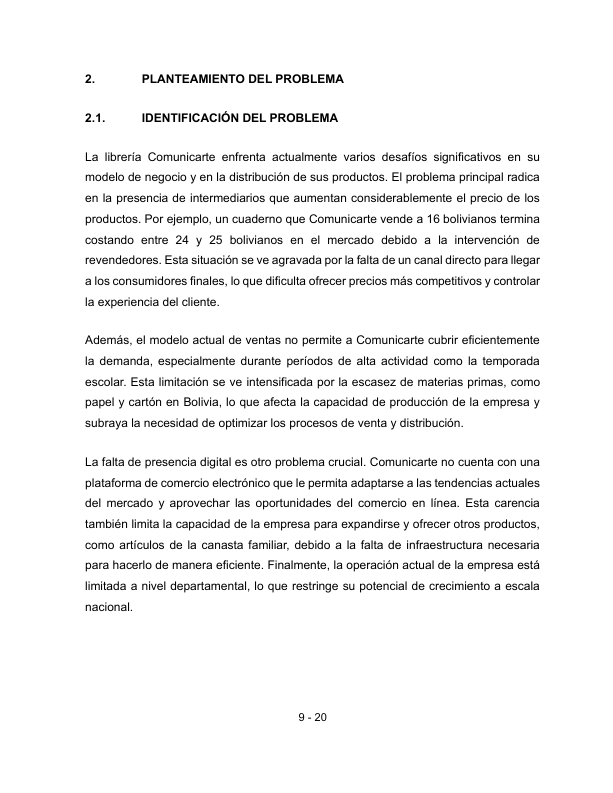 2. PLANTEAMIENTO DEL PROBLEMA
2.1. IDENTIFICACIÓN DEL PROBLEMA
La librería Comunicarte enfrenta actualmente varios desafíos significativos en su
modelo de negocio y en la distribución de sus productos. El problema principal radica
en la presencia de intermediarios que aumentan considerablemente el precio de los
productos. Por ejemplo, un cuaderno que Comunicarte vende a 16 bolivianos termina
costando entre 24 y 25 bolivianos en el mercado debido a la intervención de
revendedores. Esta situación se ve agravada por la falta de un canal directo para llegar
a los consumidores finales, lo que dificulta ofrecer precios más competitivos y controlar
la experiencia del cliente.
Además, el modelo actual de ventas no permite a Comunicarte cubrir eficientemente
la demanda, especialmente durante períodos de alta actividad como la temporada
escolar. Esta limitación se ve intensificada por la escasez de materias primas, como
papel y cartón en Bolivia, lo que afecta la capacidad de producción de la empresa y
subraya la necesidad de optimizar los procesos de venta y distribución.
La falta de presencia digital es otro problema crucial. Comunicarte no cuenta con una
plataforma de comercio electrónico que le permita adaptarse a las tendencias actuales
del mercado y aprovechar las oportunidades del comercio en línea. Esta carencia
también limita la capacidad de la empresa para expandirse y ofrecer otros productos,
como artículos de la canasta familiar, debido a la falta de infraestructura necesaria
para hacerlo de manera eficiente. Finalmente, la operación actual de la empresa está
limitada a nivel departamental, lo que restringe su potencial de crecimiento a escala
nacional.
9 - 20